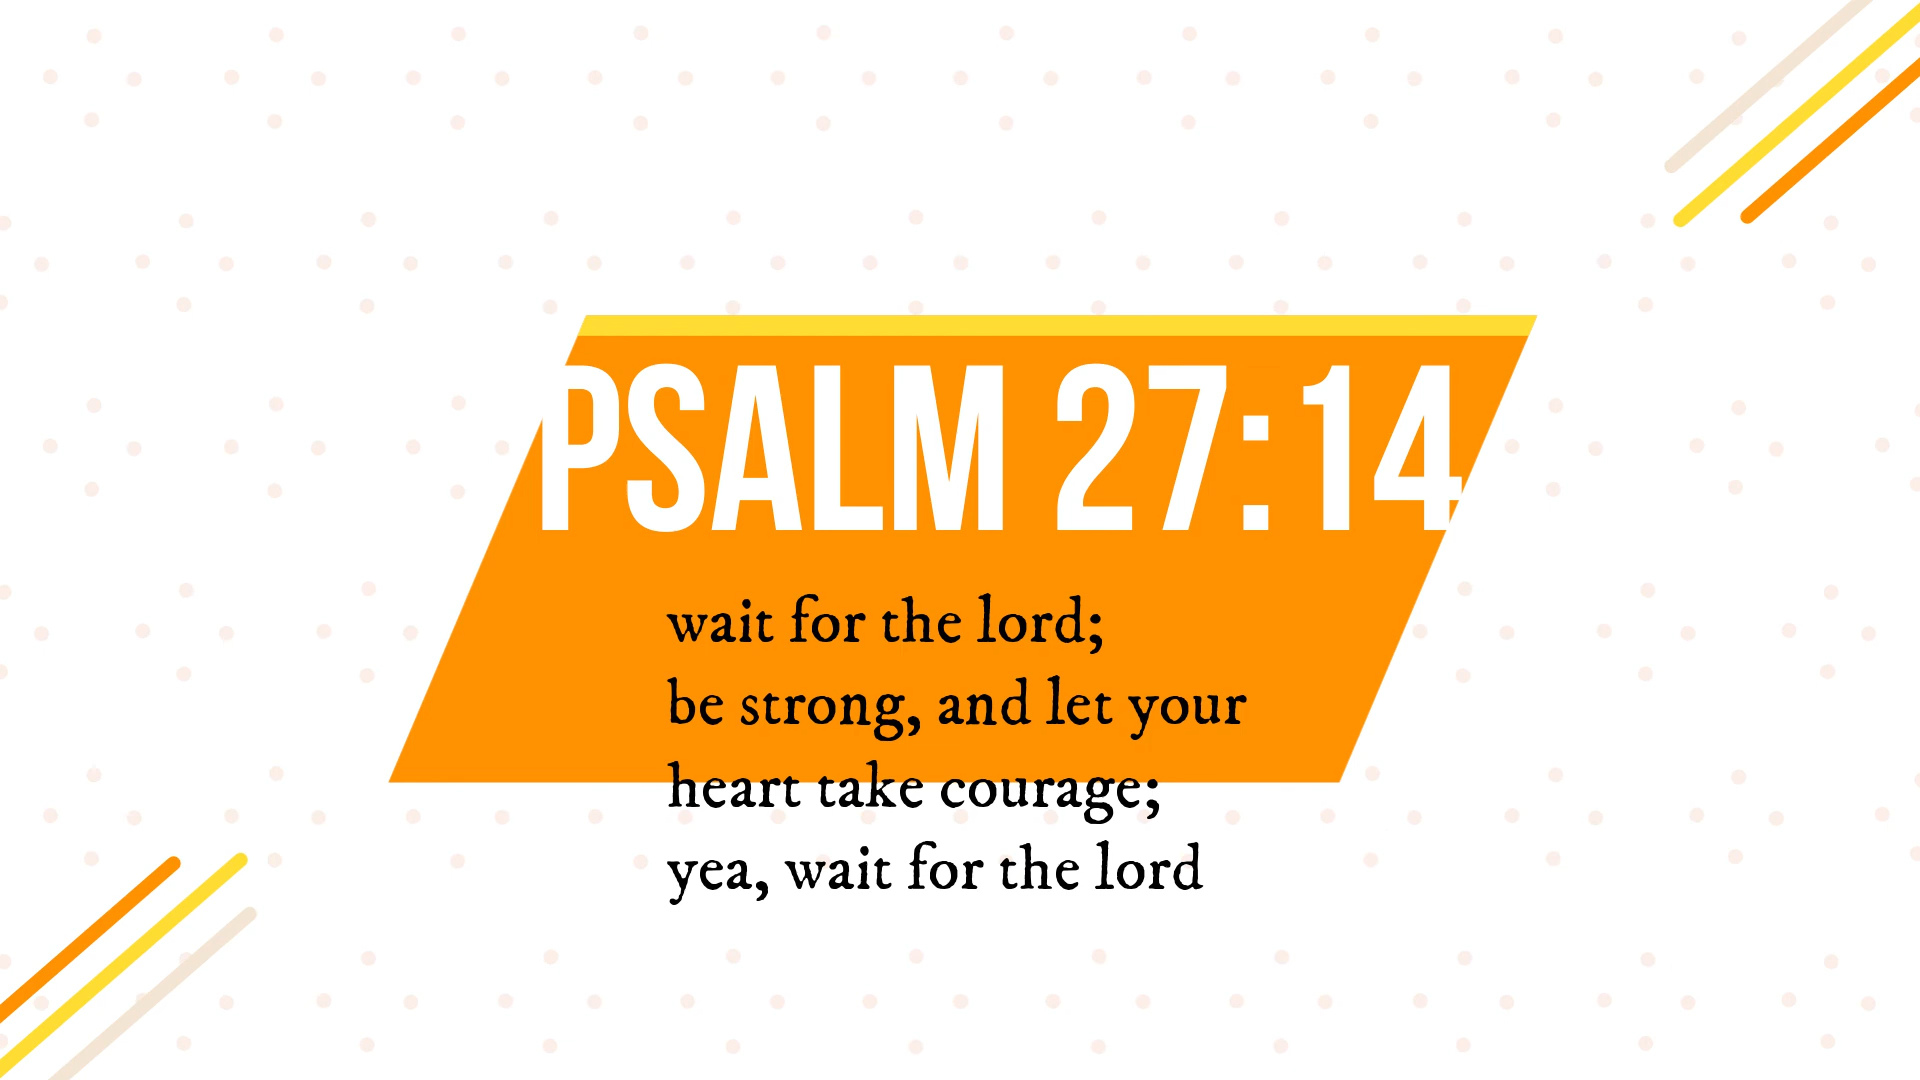 PSALM 27:14
wait for the lord;
be strong, and let your
heart take courage;
yea, wait for the lord